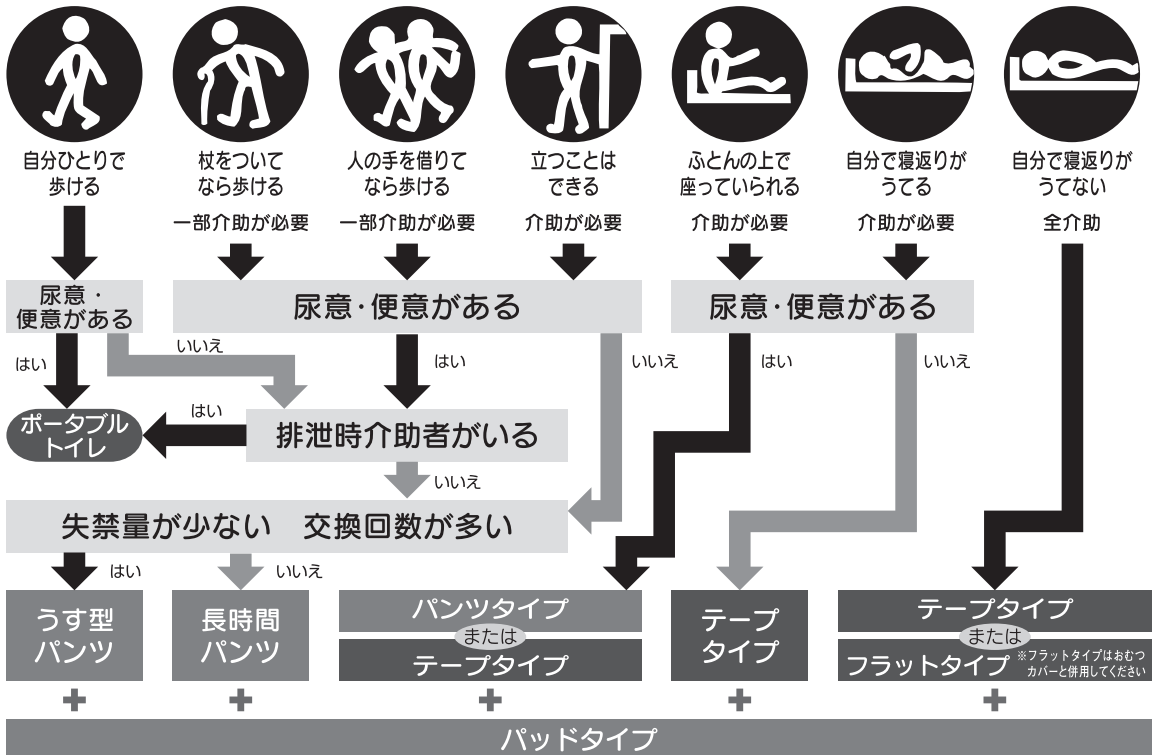 自分ひとりで
歩ける
杖をついて
なら歩ける
一部介助が必要
人の手を借りて
なら歩ける
一部介助が必要
立つことは
できる
介助が必要
ふとんの上で
座っていられる
介助が必要
自分で寝返りが
うてる
介助が必要
自分で寝返りが
うてない
全介助
尿意・
便意がある
尿意・便意がある
尿意・便意がある
はい
いいえ
はい
いいえ
はい
いいえ
ポータブル
トイレ
はい
排泄時介助者がいる
いいえ
失禁量が少ない 交換回数が多い
はい
いいえ
うす型
パンツ
長時間
パンツ
パンツタイプ
または
テープタイプ
テープ
タイプ
テープタイプ
または
フラットタイプ
※フラットタイプはおむつ
カバーと併用してください
+ + + + +
パッドタイプ